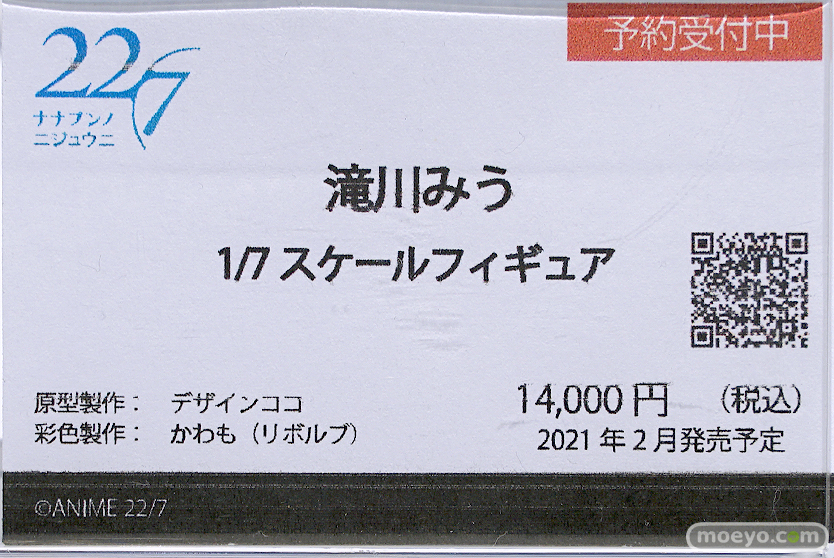 予約受付中
22/7
ナナブンノ
ニジュウニ
滝川みう
1/7 スケールフィギュア
原型製作: デザインココ
彩色製作: かわも(リボルブ)
14,000 円 (税込)
2021 年 2 月発売予定
©ANIME 22/7
moeyo.com